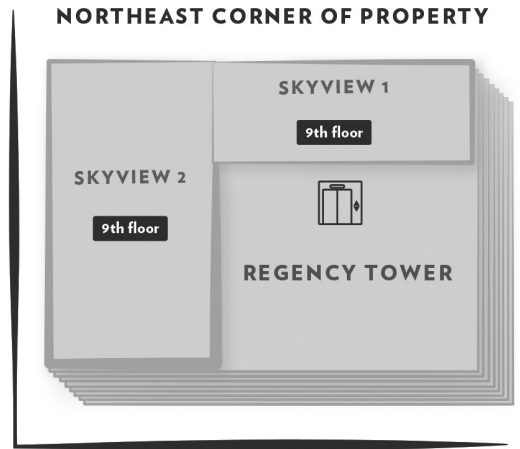 NORTHEAST CORNER OF PROPERTY
SKYVIEW 1
9th floor
SKYVIEW 2
9th floor
REGENCY TOWER